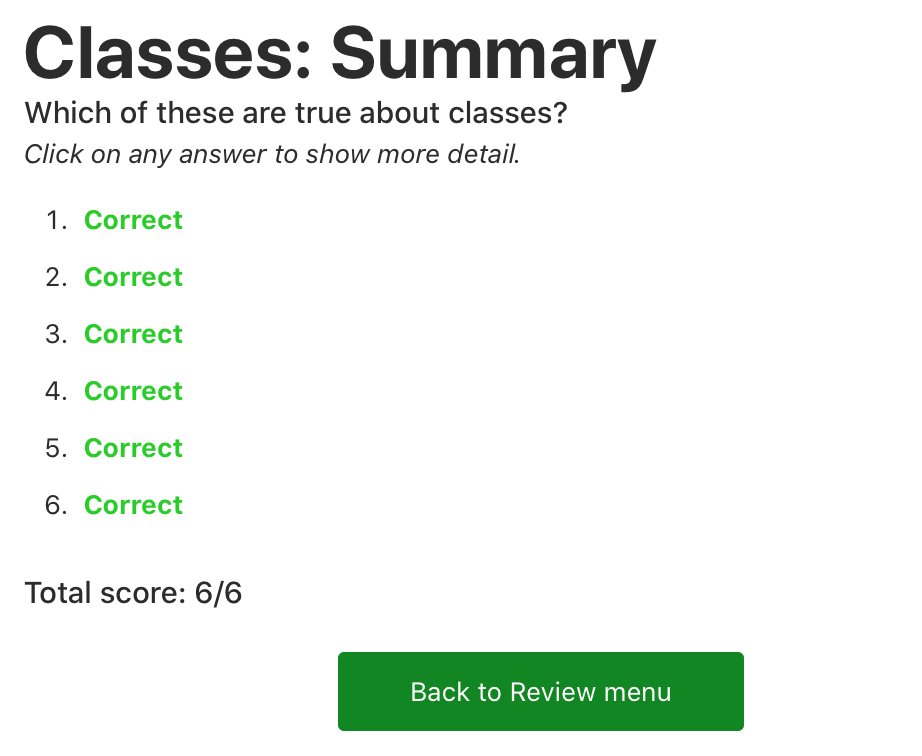 Classes: Summary
Which of these are true about classes?
Click on any answer to show more detail.
1. Correct
2. Correct
3. Correct
4. Correct
5. Correct
6. Correct
Total score: 6/6
Back to Review menu